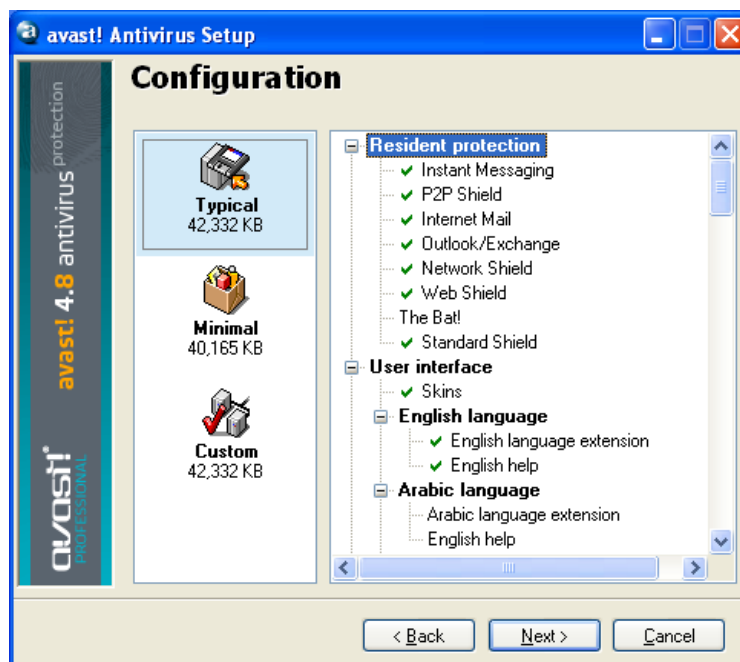 avast! Antivirus Setup
Configuration
avast! 4.8 antivirus protection
avast!
PROFESSIONAL
Typical
42,332 KB
Minimal
40,165 KB
Custom
42,332 KB
Resident protection
Instant Messaging
P2P Shield
Internet Mail
Outlook/Exchange
Network Shield
Web Shield
The Bat!
Standard Shield
User interface
Skins
English language
English language extension
English help
Arabic language
Arabic language extension
English help
< Back
Next >
Cancel